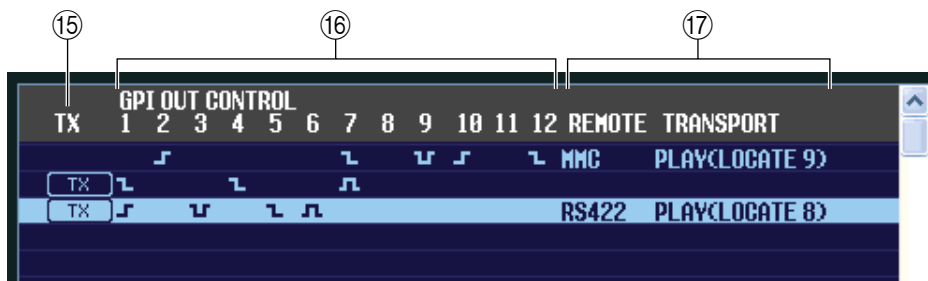 ⑮ ⑯ ⑰
GPI OUT CONTROL
TX 1 2 3 4 5 6 7 8 9 10 11 12 REMOTE TRANSPORT
MMC PLAY(LOCATE 9)
TX
TX RS422 PLAY(LOCATE 8)